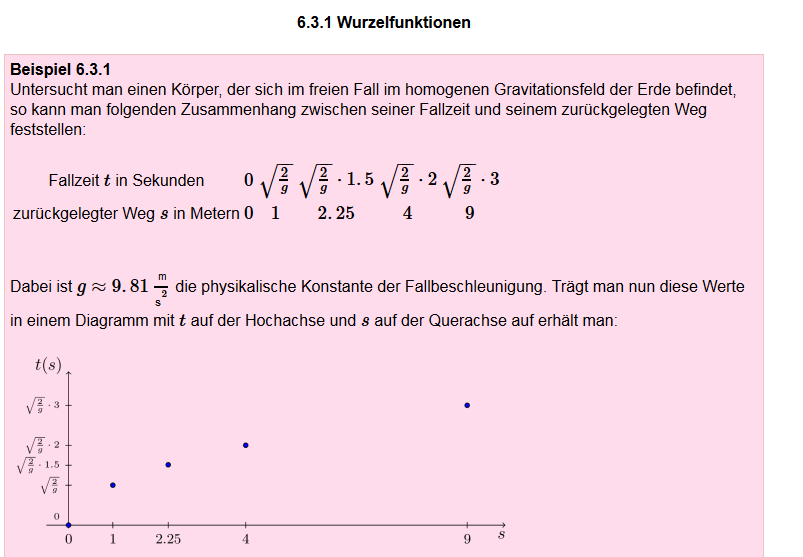 6.3.1 Wurzelfunktionen
Beispiel 6.3.1
Untersucht man einen Körper, der sich im freien Fall im homogenen Gravitationsfeld der Erde befindet,
so kann man folgenden Zusammenhang zwischen seiner Fallzeit und seinem zurückgelegten Weg
feststellen:
Fallzeit t in Sekunden 0 √(2/g) √(2/g) · 1.5 √(2/g) · 2 √(2/g) · 3
zurückgelegter Weg s in Metern 0 1 2.25 4 9
Dabei ist g ≈ 9.81 m/s² die physikalische Konstante der Fallbeschleunigung. Trägt man nun diese Werte
in einem Diagramm mit t auf der Hochachse und s auf der Querachse auf erhält man:
t(s)
√(2/g) · 3
√(2/g) · 2
√(2/g) · 1.5
√(2/g)
0
0 1 2.25 4 9 s